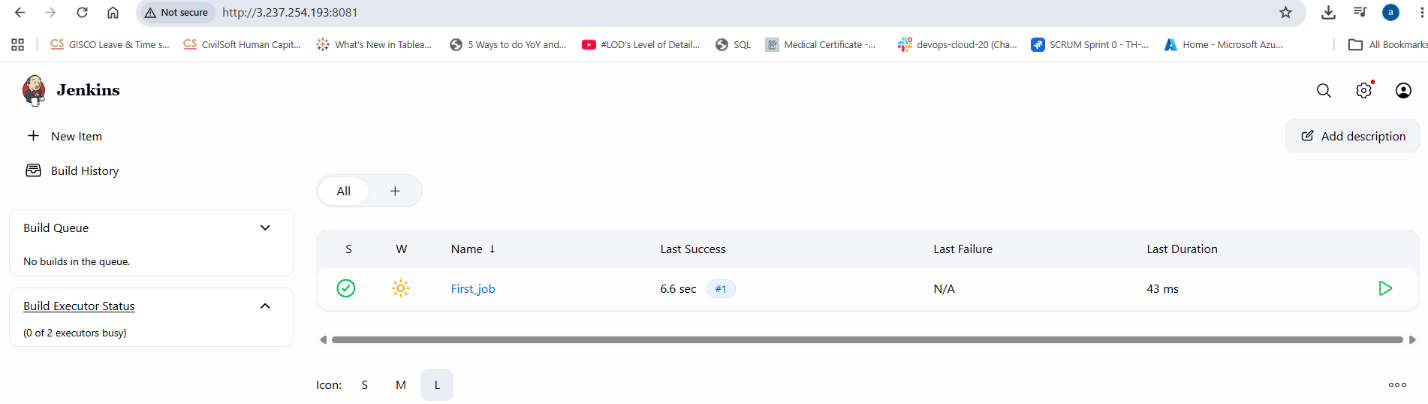 Not secure http://3.237.254.193:8081 a
GISCO Leave & Time s... CivilSoft Human Capit... What's New in Tablea... 5 Ways to do YoY and... #LOD's Level of Detail... SQL Medical Certificate -... devops-cloud-20 (Cha... SCRUM Sprint 0 - TH-... Home - Microsoft Azu... All Bookmarks
Jenkins
New Item
Add description
Build History
All +
Build Queue
No builds in the queue.
S W Name ↓ Last Success Last Failure Last Duration
First_job 6.6 sec #1 N/A 43 ms
Build Executor Status
(0 of 2 executors busy)
Icon: S M L